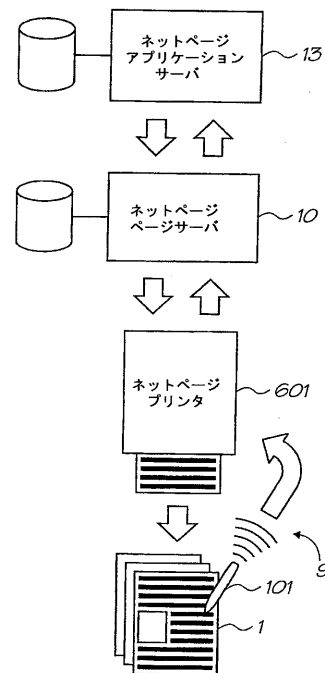 ネットページ
アプリケーション
サーバ
13
ネットページ
ページサーバ
10
ネットページ
プリンタ
601
9
101
1